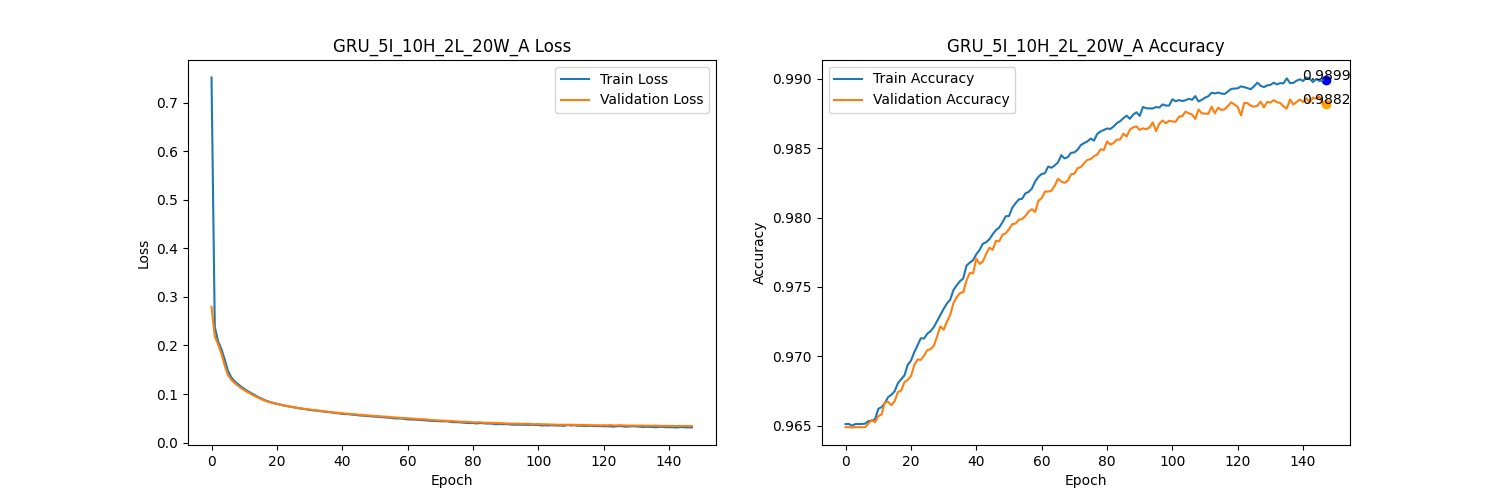 GRU_5I_10H_2L_20W_A Loss
Train Loss
Validation Loss
0.7
0.6
0.5
0.4
0.3
0.2
0.1
0.0
Loss
0 20 40 60 80 100 120 140
Epoch
GRU_5I_10H_2L_20W_A Accuracy
Train Accuracy
Validation Accuracy
0.9899
0.9882
0.990
0.985
0.980
0.975
0.970
0.965
Accuracy
0 20 40 60 80 100 120 140
Epoch